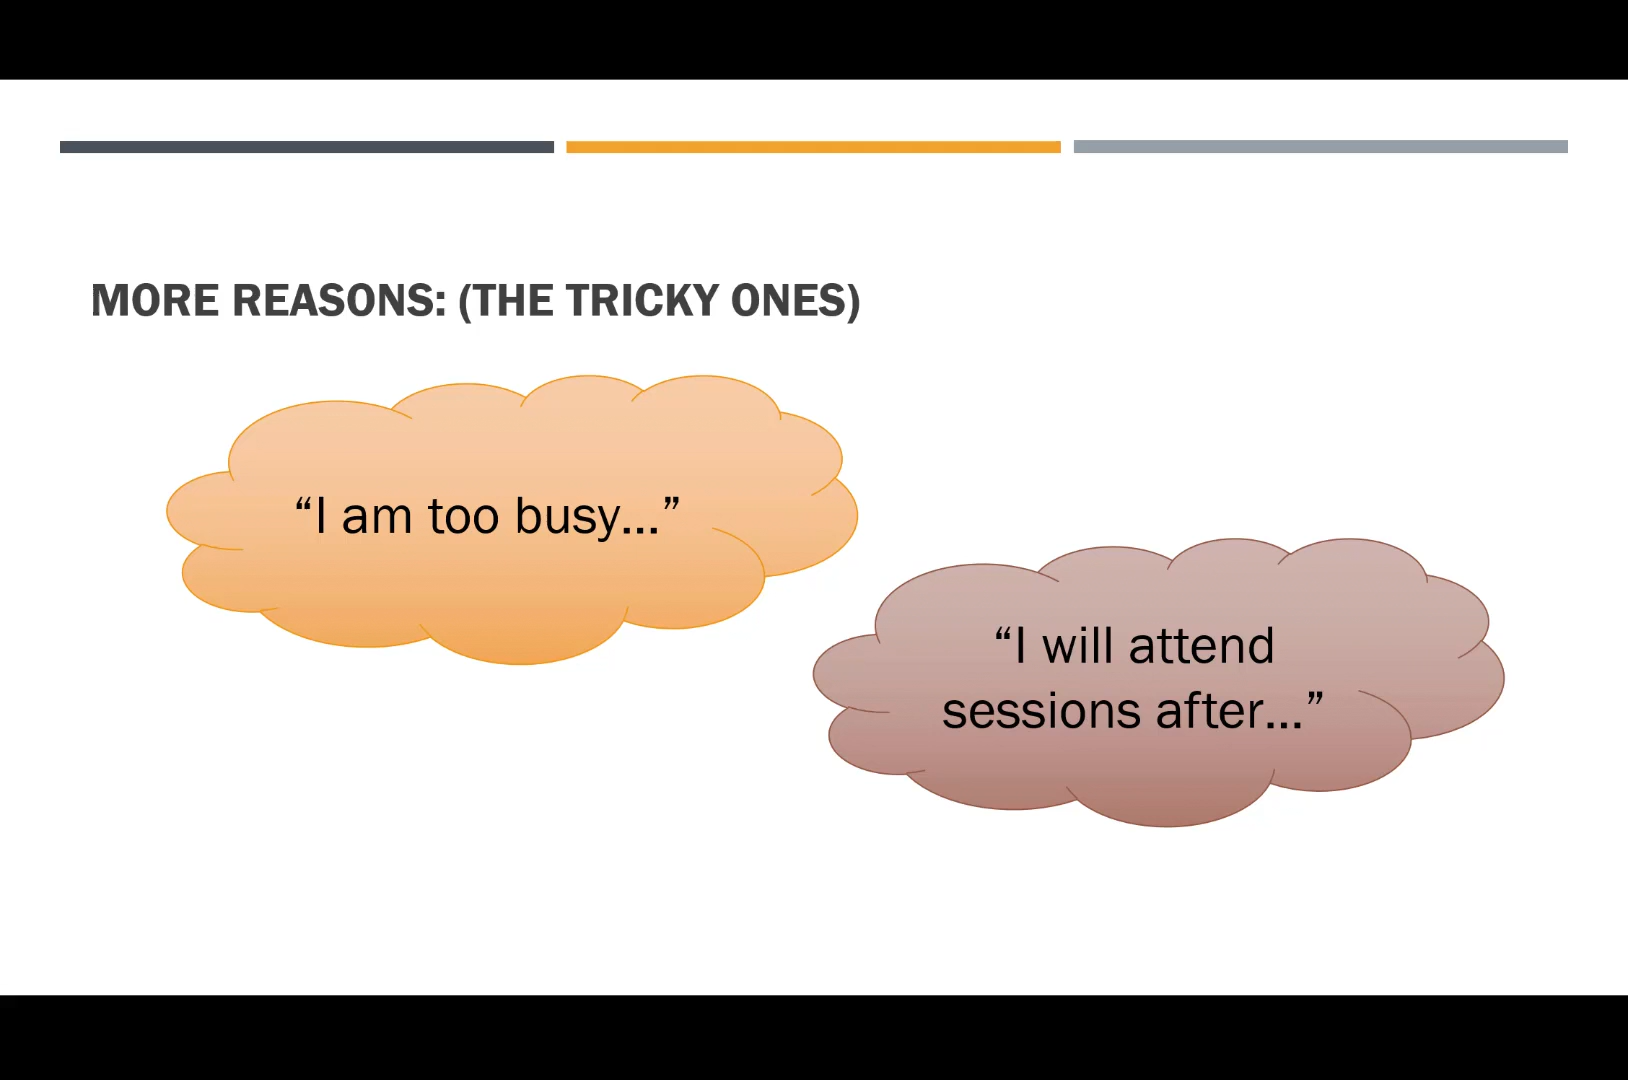 MORE REASONS: (THE TRICKY ONES)
“I am too busy…”
“I will attend
sessions after…”